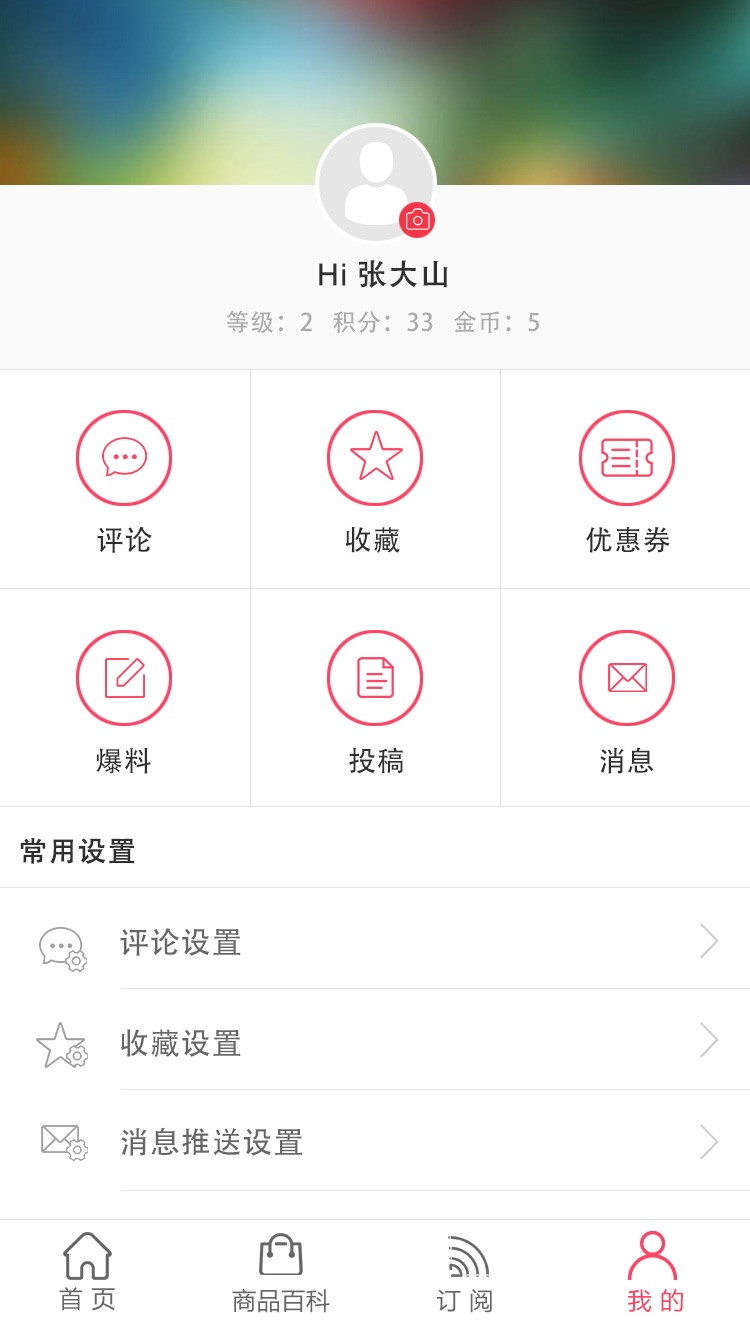 Hi 张大山
等级：2 积分：33 金币：5
评论 收藏 优惠券
爆料 投稿 消息
常用设置
评论设置
收藏设置
消息推送设置
首页 商品百科 订阅 我的